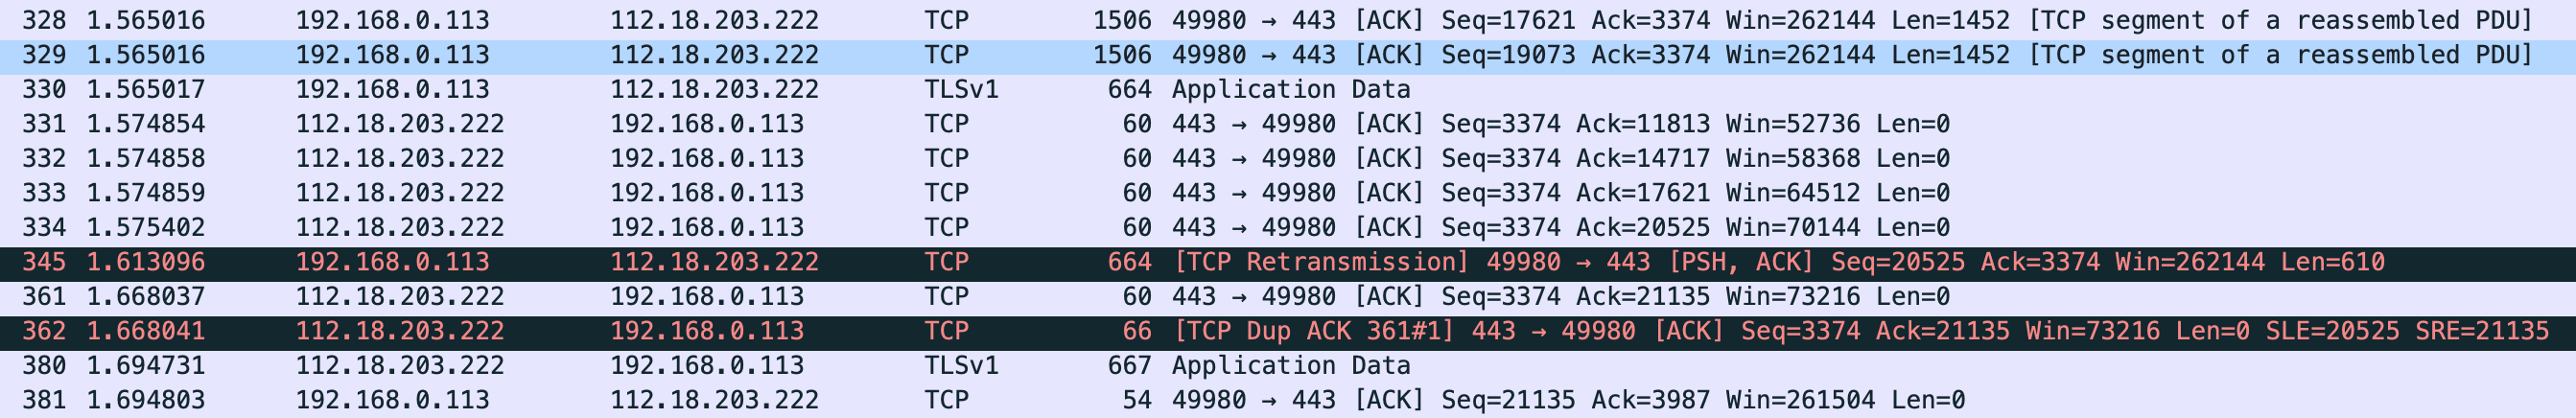 328 1.565016 192.168.0.113 112.18.203.222 TCP 1506 49980 → 443 [ACK] Seq=17621 Ack=3374 Win=262144 Len=1452 [TCP segment of a reassembled PDU]
329 1.565016 192.168.0.113 112.18.203.222 TCP 1506 49980 → 443 [ACK] Seq=19073 Ack=3374 Win=262144 Len=1452 [TCP segment of a reassembled PDU]
330 1.565017 192.168.0.113 112.18.203.222 TLSv1 664 Application Data
331 1.574854 112.18.203.222 192.168.0.113 TCP 60 443 → 49980 [ACK] Seq=3374 Ack=11813 Win=52736 Len=0
332 1.574858 112.18.203.222 192.168.0.113 TCP 60 443 → 49980 [ACK] Seq=3374 Ack=14717 Win=58368 Len=0
333 1.574859 112.18.203.222 192.168.0.113 TCP 60 443 → 49980 [ACK] Seq=3374 Ack=17621 Win=64512 Len=0
334 1.575402 112.18.203.222 192.168.0.113 TCP 60 443 → 49980 [ACK] Seq=3374 Ack=20525 Win=70144 Len=0
345 1.613096 192.168.0.113 112.18.203.222 TCP 664 [TCP Retransmission] 49980 → 443 [PSH, ACK] Seq=20525 Ack=3374 Win=262144 Len=610
361 1.668037 112.18.203.222 192.168.0.113 TCP 60 443 → 49980 [ACK] Seq=3374 Ack=21135 Win=73216 Len=0
362 1.668041 112.18.203.222 192.168.0.113 TCP 66 [TCP Dup ACK 361#1] 443 → 49980 [ACK] Seq=3374 Ack=21135 Win=73216 Len=0 SLE=20525 SRE=21135
380 1.694731 112.18.203.222 192.168.0.113 TLSv1 667 Application Data
381 1.694803 192.168.0.113 112.18.203.222 TCP 54 49980 → 443 [ACK] Seq=21135 Ack=3987 Win=261504 Len=0